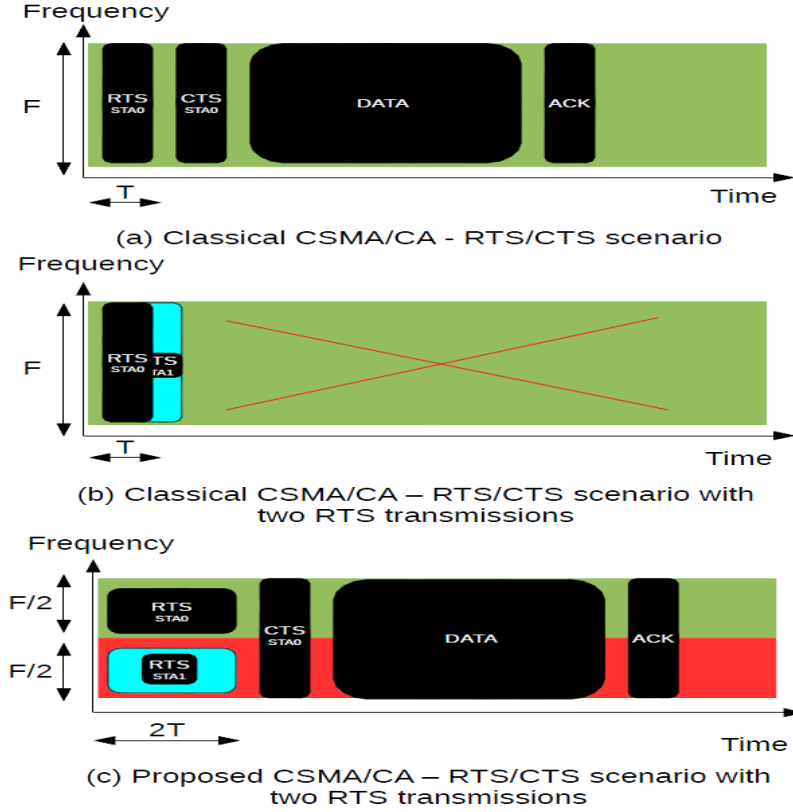 Frequency
F
RTS
STA0
CTS
STA0
DATA
ACK
T
Time
(a) Classical CSMA/CA - RTS/CTS scenario
Frequency
F
RTS
STA0
TS
TA1
T
Time
(b) Classical CSMA/CA – RTS/CTS scenario with
two RTS transmissions
Frequency
F/2
RTS
STA0
CTS
STA0
DATA
ACK
F/2
RTS
STA1
2T
Time
(c) Proposed CSMA/CA – RTS/CTS scenario with
two RTS transmissions